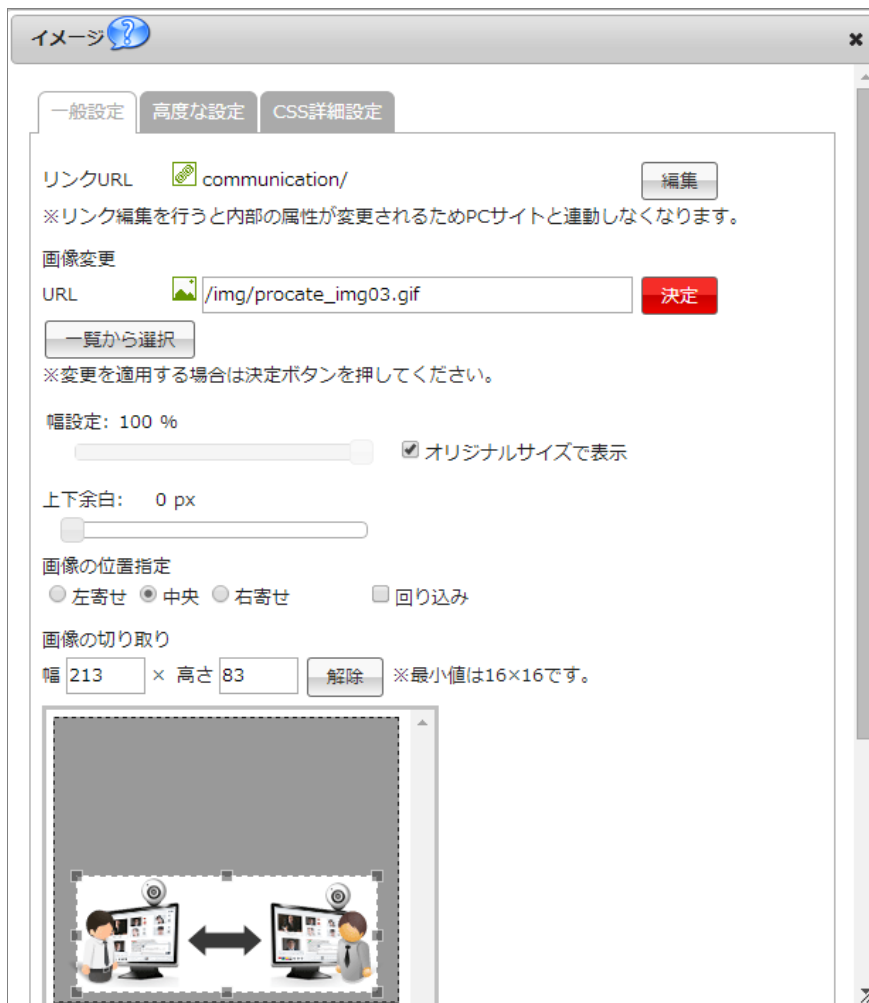 イメージ
一般設定 高度な設定 CSS詳細設定
リンクURL communication/ 編集
※リンク編集を行うと内部の属性が変更されるためPCサイトと連動しなくなります。
画像変更
URL /img/procate_img03.gif 決定
一覧から選択
※変更を適用する場合は決定ボタンを押してください。
幅設定: 100 %
オリジナルサイズで表示
上下余白: 0 px
画像の位置指定
左寄せ 中央 右寄せ 回り込み
画像の切り取り
幅 213 × 高さ 83 解除 ※最小値は16×16です。